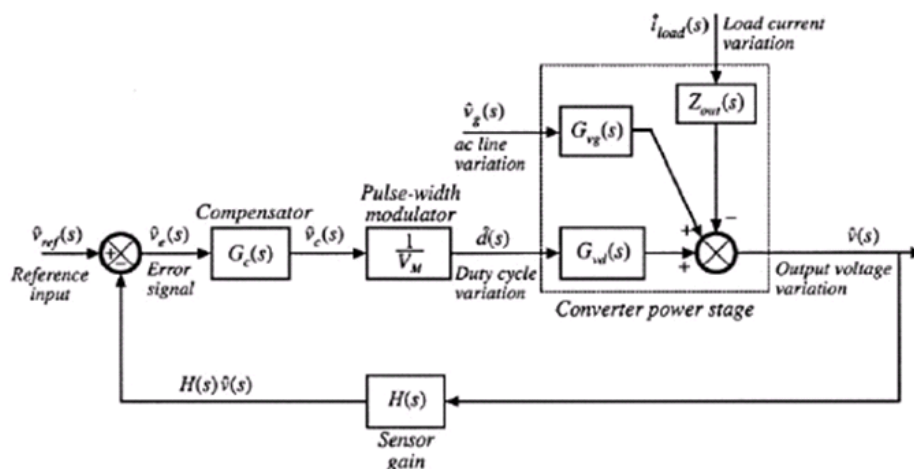 î_load(s) Load current
variation
Z_out(s)
v̂_g(s)
ac line
variation
G_vg(s)
−
+
Pulse-width
modulator
Compensator
v̂_ref(s)
Reference
input
+
−
v̂_e(s)
Error
signal
G_c(s)
v̂_c(s)
1
V_M
d̂(s)
Duty cycle
variation
G_vd(s)
+
v̂(s)
Output voltage
variation
Converter power stage
H(s)v̂(s)
H(s)
Sensor
gain